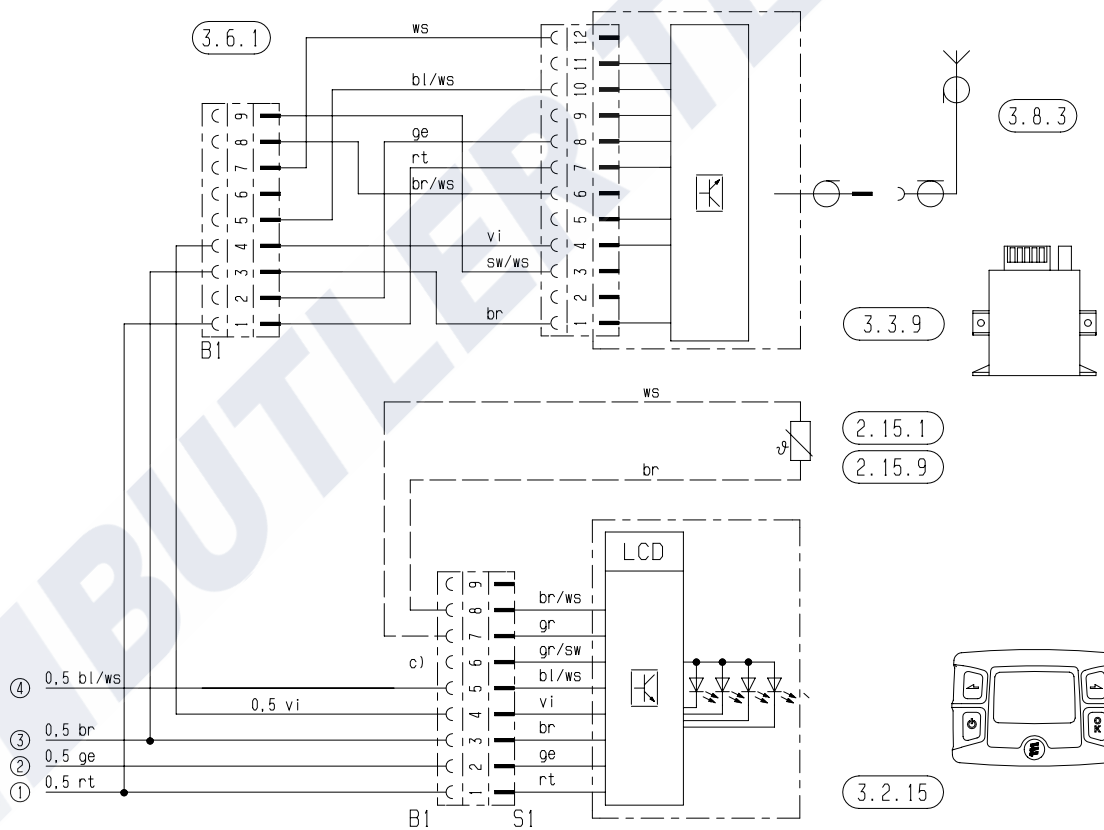 3.6.1
ws
bl/ws
ge
rt
br/ws
vi
sw/ws
br
12
11
10
9
8
7
6
5
4
3
2
1
9
8
7
6
5
4
3
2
1
B1
3.8.3
3.3.9
ws
ϑ
2.15.1
2.15.9
br
LCD
9
8
7
6
5
4
3
2
1
c)
br/ws
gr
gr/sw
bl/ws
vi
br
ge
rt
4 0,5 bl/ws
0,5 vi
3 0,5 br
2 0,5 ge
1 0,5 rt
B1 S1
OK
3.2.15